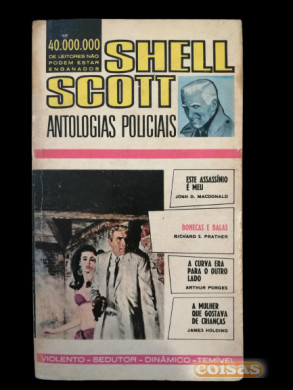 40.000.000
DE LEITORES NÃO
PODEM ESTAR
ENGANADOS
SHELL
SCOTT
ANTOLOGIAS POLICIAIS
ESTE ASSASSÍNIO
É MEU
JOHN D. MACDONALD
BONECAS E BALAS
RICHARD S. PRATHER
A CURVA ERA
PARA O OUTRO
LADO
ARTHUR PORGES
A MULHER
QUE GOSTAVA
DE CRIANÇAS
JAMES HOLDING
VIOLENTO - SEDUTOR - DINÂMICO - TEMÍVEL
coisas